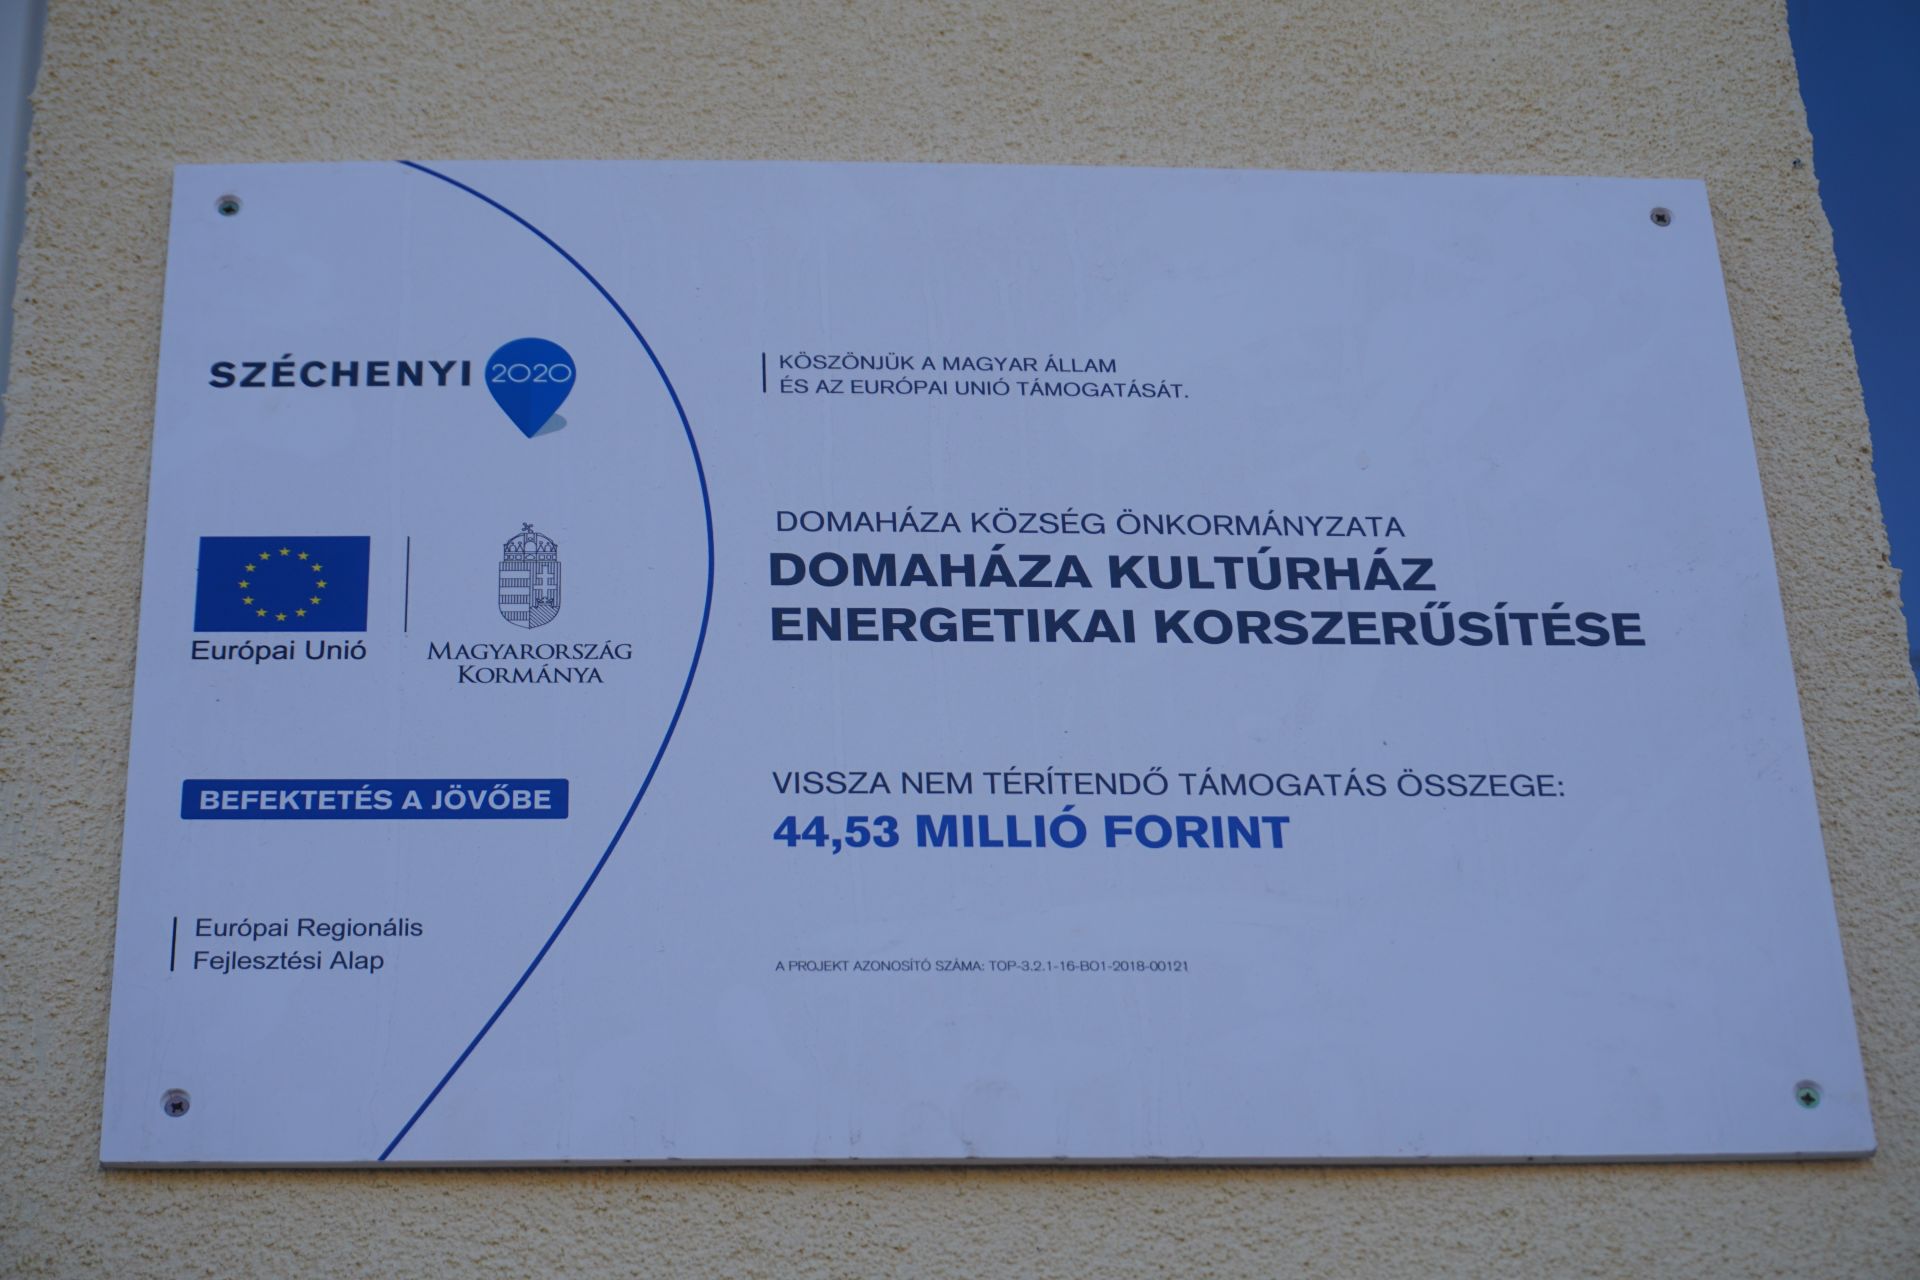 SZÉCHENYI 2020
Európai Unió
MAGYARORSZÁG
KORMÁNYA
BEFEKTETÉS A JÖVŐBE
Európai Regionális
Fejlesztési Alap
KÖSZÖNJÜK A MAGYAR ÁLLAM
ÉS AZ EURÓPAI UNIÓ TÁMOGATÁSÁT.
DOMAHÁZA KÖZSÉG ÖNKORMÁNYZATA
DOMAHÁZA KULTÚRHÁZ
ENERGETIKAI KORSZERŰSÍTÉSE
VISSZA NEM TÉRÍTENDŐ TÁMOGATÁS ÖSSZEGE:
44,53 MILLIÓ FORINT
A PROJEKT AZONOSÍTÓ SZÁMA: TOP-3.2.1-16-BO1-2018-00121